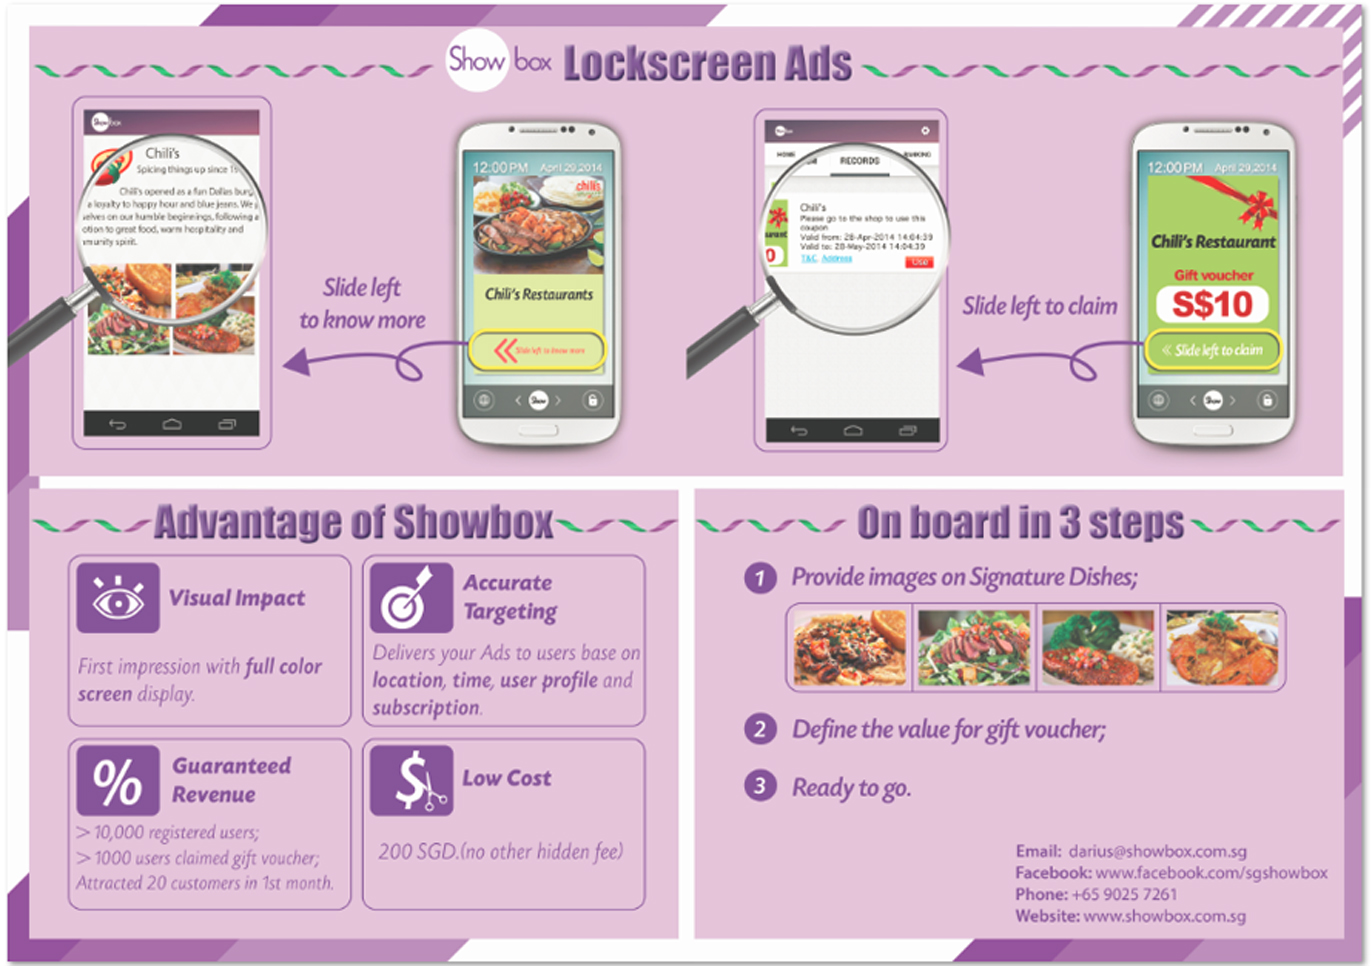 Show box Lockscreen Ads
Show box
Chili's
Spicing things up since
Chili's opened as a fun Dallas
a loyalty to happy hour and blue jeans. We
on our humble beginnings, following a
to great food, warm hospitality and
spirit.
Slide left
to know more
12:00 PM April 29,2014
chili's
Chili's Restaurants
Slide left to know more
Show
HOME RECORDS RANKING
Chili's
Please go to the shop to use this
coupon
Valid from: 28-Apr-2014 14:04:39
Valid to: 28-May-2014 14:04:39
T&C, Address Use
Slide left to claim
12:00 PM April 29,2014
Chili's Restaurant
Gift voucher
S$10
« Slide left to claim
Show
Advantage of Showbox
Visual Impact
First impression with full color
screen display.
Accurate
Targeting
Delivers your Ads to users base on
location, time, user profile and
subscription.
% Guaranteed
Revenue
> 10,000 registered users;
> 1000 users claimed gift voucher;
Attracted 20 customers in 1st month.
$ Low Cost
200 SGD.(no other hidden fee)
On board in 3 steps
1 Provide images on Signature Dishes;
2 Define the value for gift voucher;
3 Ready to go.
Email: darius@showbox.com.sg
Facebook: www.facebook.com/sgshowbox
Phone: +65 9025 7261
Website: www.showbox.com.sg